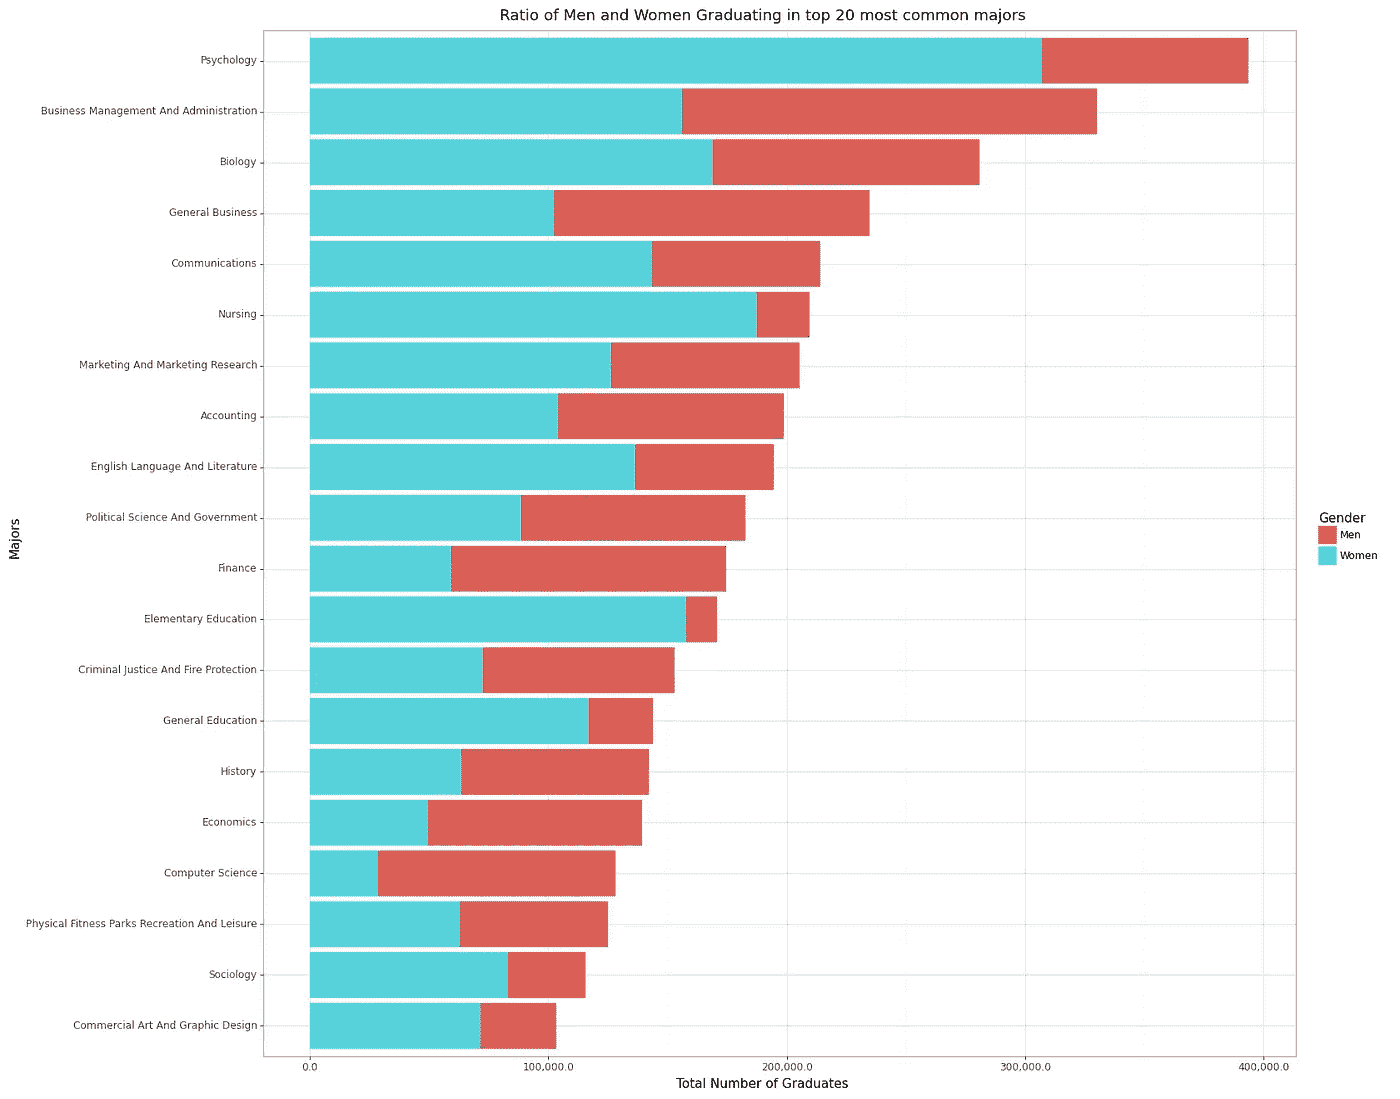 Ratio of Men and Women Graduating in top 20 most common majors
Psychology
Business Management And Administration
Biology
General Business
Communications
Nursing
Marketing And Marketing Research
Accounting
English Language And Literature
Political Science And Government
Finance
Elementary Education
Criminal Justice And Fire Protection
General Education
History
Economics
Computer Science
Physical Fitness Parks Recreation And Leisure
Sociology
Commercial Art And Graphic Design
Majors
0.0 100,000.0 200,000.0 300,000.0 400,000.0
Total Number of Graduates
Gender
Men
Women